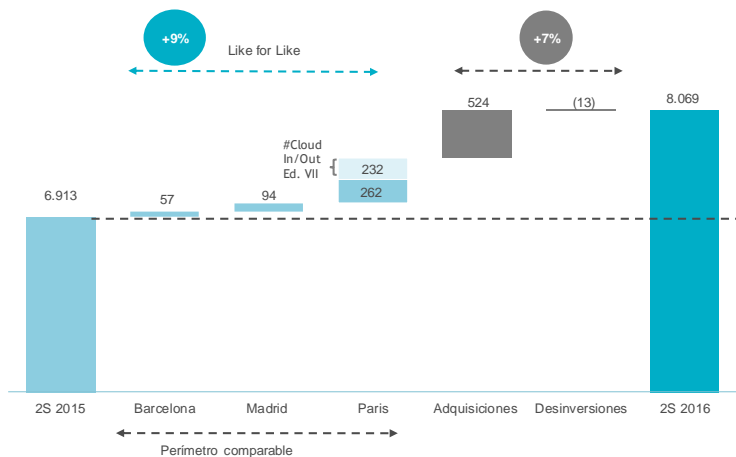 +9%
Like for Like
+7%
524
(13)
8.069
#Cloud
In/Out
Ed. VII
{
232
262
6.913
57
94
2S 2015
Barcelona
Madrid
Paris
Adquisiciones
Desinversiones
2S 2016
Perímetro comparable